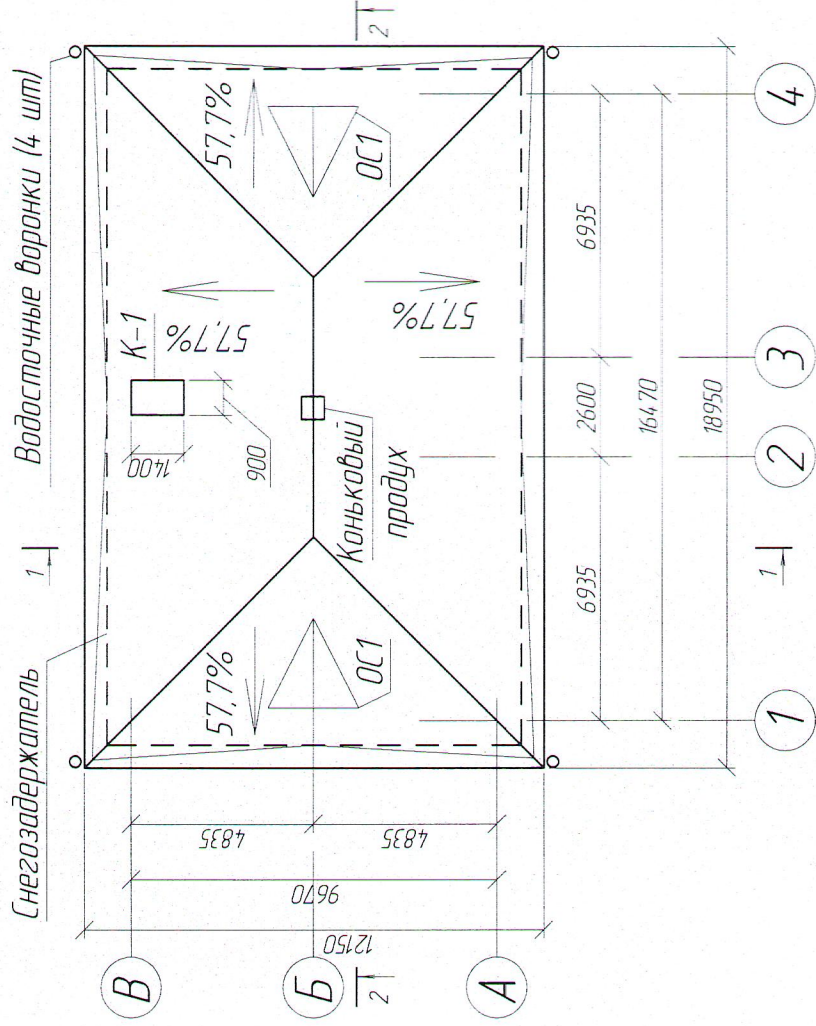 Водосточные воронки (4 шт)
Снегозадержатель
1
2
К-1
57,7%
57,7%
57,7%
57,7%
ОС1
ОС1
1400
900
Коньковый
продух
4835
4835
9670
12150
6935
2600
6935
16470
18950
В
Б
А
2
1
1
2
3
4